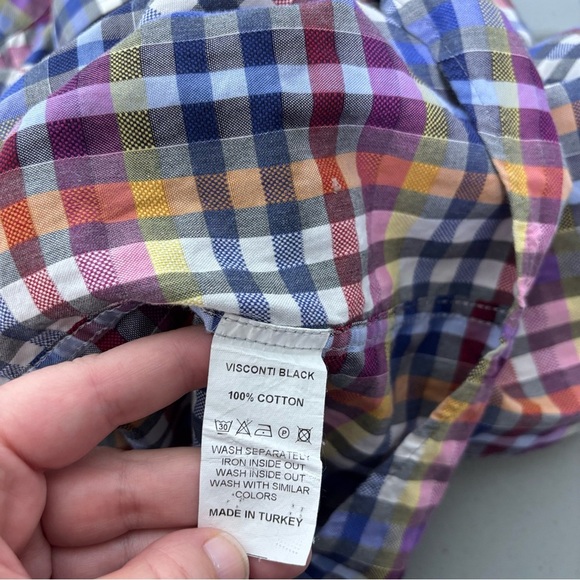 VISCONTI BLACK
100% COTTON
30 P
WASH SEPARATELY
IRON INSIDE OUT
WASH INSIDE OUT
WASH WITH SIMILAR
COLORS
MADE IN TURKEY